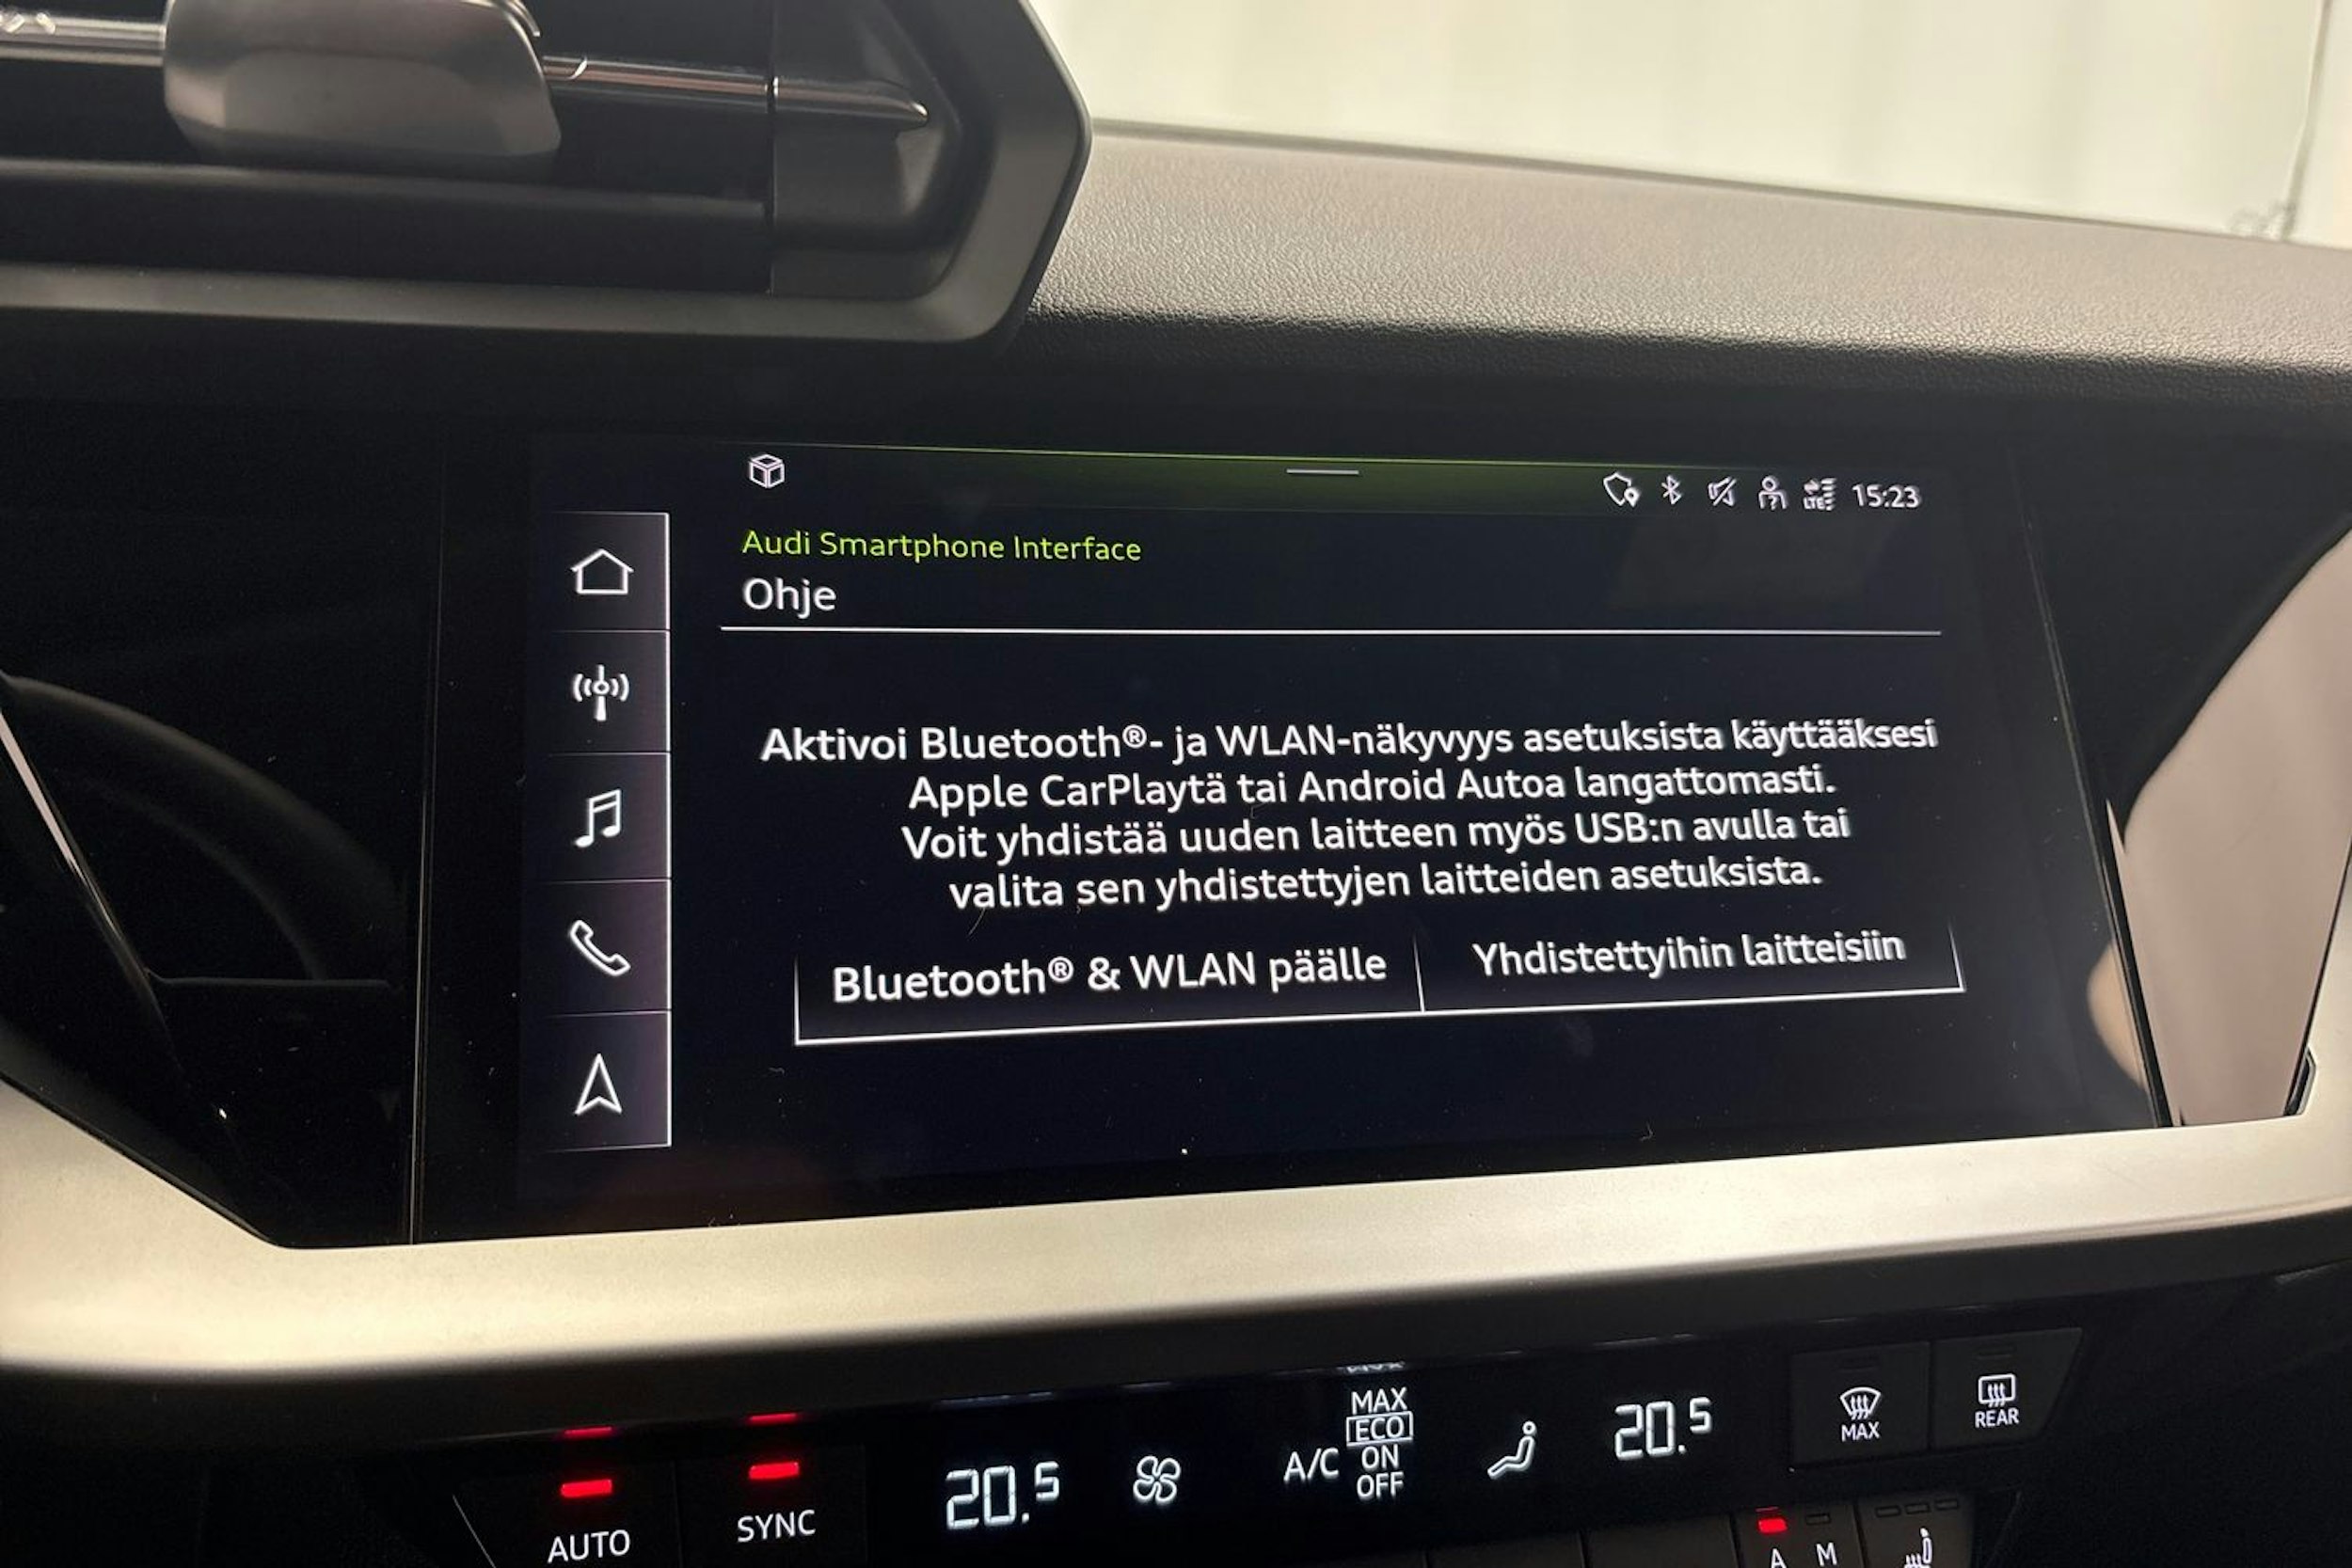 LTE
15:23
Audi Smartphone Interface
Ohje
Aktivoi Bluetooth®- ja WLAN-näkyvyys asetuksista käyttääksesi
Apple CarPlaytä tai Android Autoa langattomasti.
Voit yhdistää uuden laitteen myös USB:n avulla tai
valita sen yhdistettyjen laitteiden asetuksista.
Bluetooth® & WLAN päälle
Yhdistettyihin laitteisiin
AUTO
SYNC
20.5
A/C
MAX
ECO
ON
OFF
20.5
MAX
REAR
A M